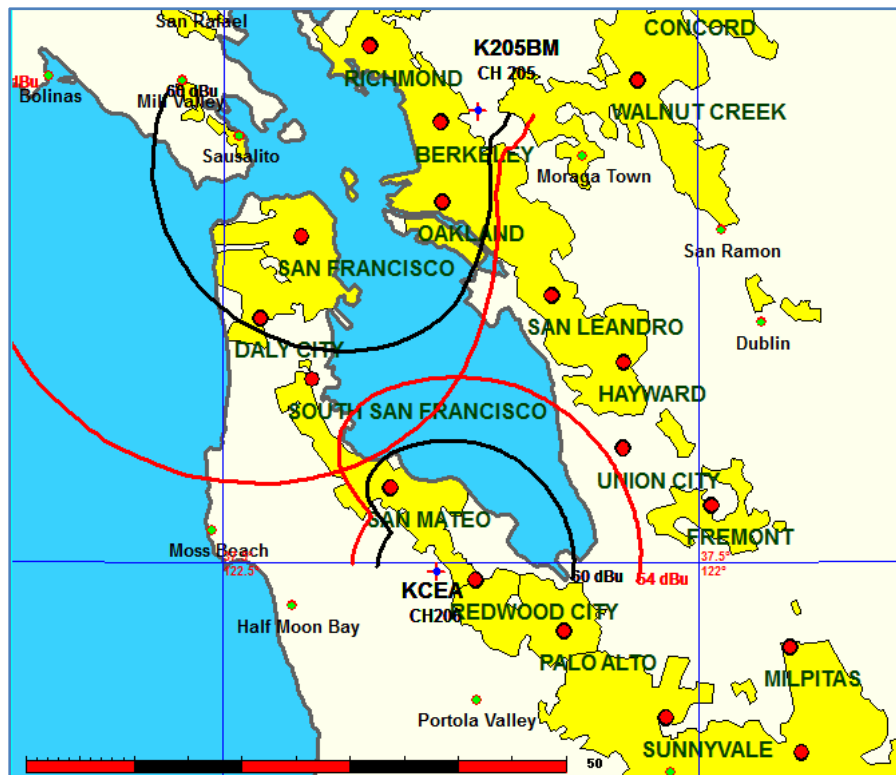 San Rafael
CONCORD
K205BM
CH 205
RICHMOND
dBu
Bolinas
Mill Valley
60 dBu
WALNUT CREEK
Sausalito
BERKELEY
Moraga Town
OAKLAND
San Ramon
SAN FRANCISCO
SAN LEANDRO
Dublin
DALY CITY
HAYWARD
SOUTH SAN FRANCISCO
UNION CITY
SAN MATEO
FREMONT
Moss Beach
37.5°
122.5°
37.5°
122°
60 dBu
54 dBu
KCEA
CH206
REDWOOD CITY
Half Moon Bay
PALO ALTO
MILPITAS
Portola Valley
SUNNYVALE
50